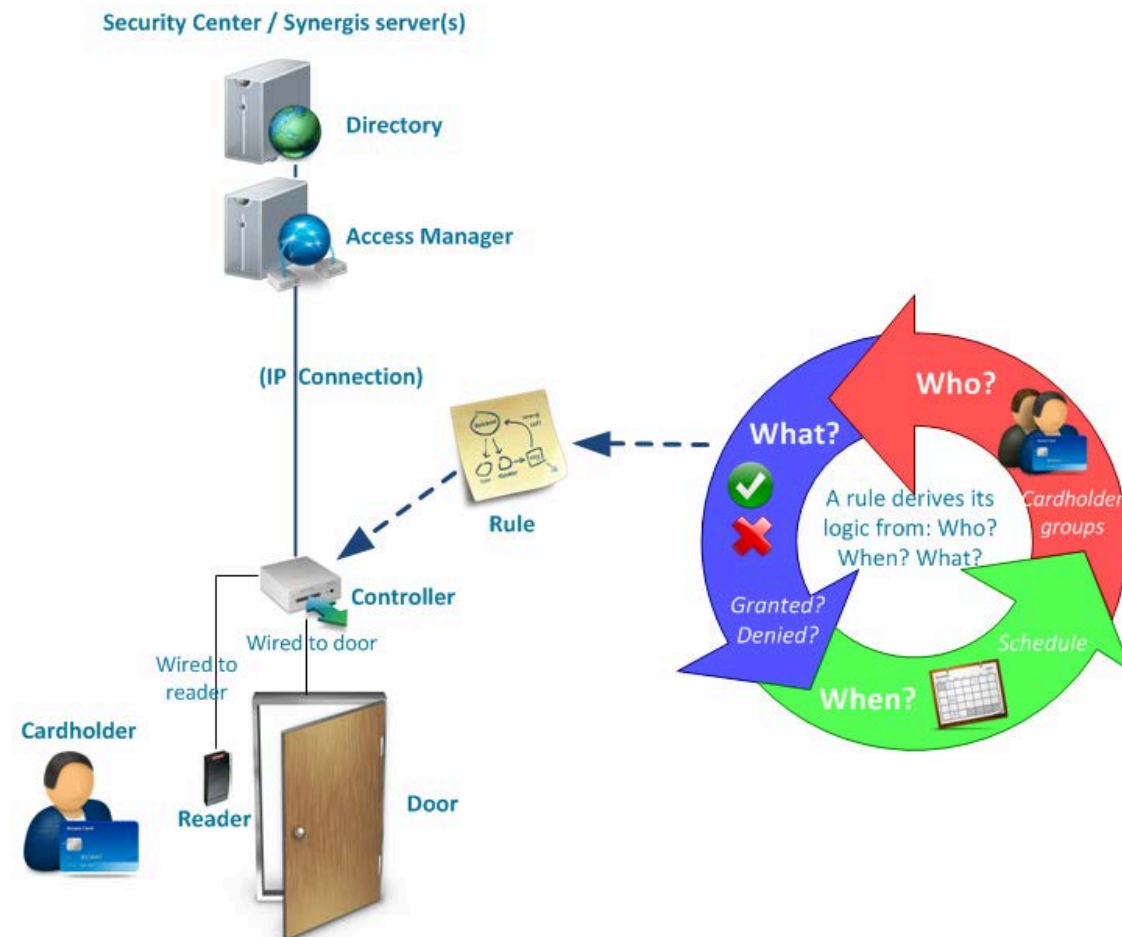 Security Center / Synergis server(s)
Directory
Access Manager
(IP Connection)
Rule
Controller
Wired to door
Wired to
reader
Cardholder
Reader
Door
Who?
What?
Cardholder
groups
A rule derives its
logic from: Who?
When? What?
Granted?
Denied?
Schedule
When?